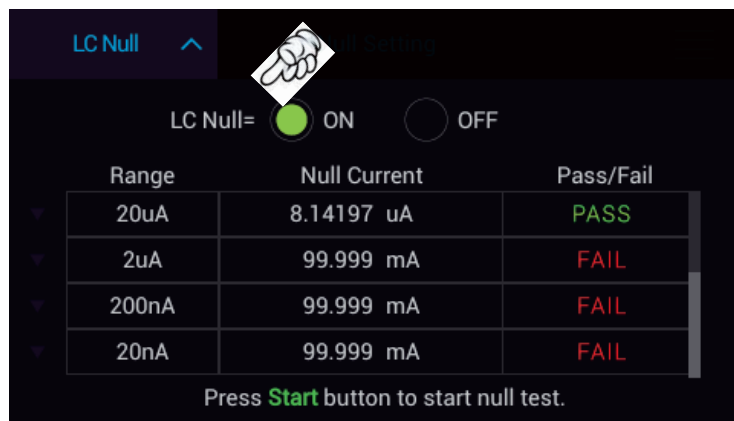 LC Null
Null Setting
LC Null= ON OFF
Range Null Current Pass/Fail
20uA 8.14197 uA PASS
2uA 99.999 mA FAIL
200nA 99.999 mA FAIL
20nA 99.999 mA FAIL
Press Start button to start null test.